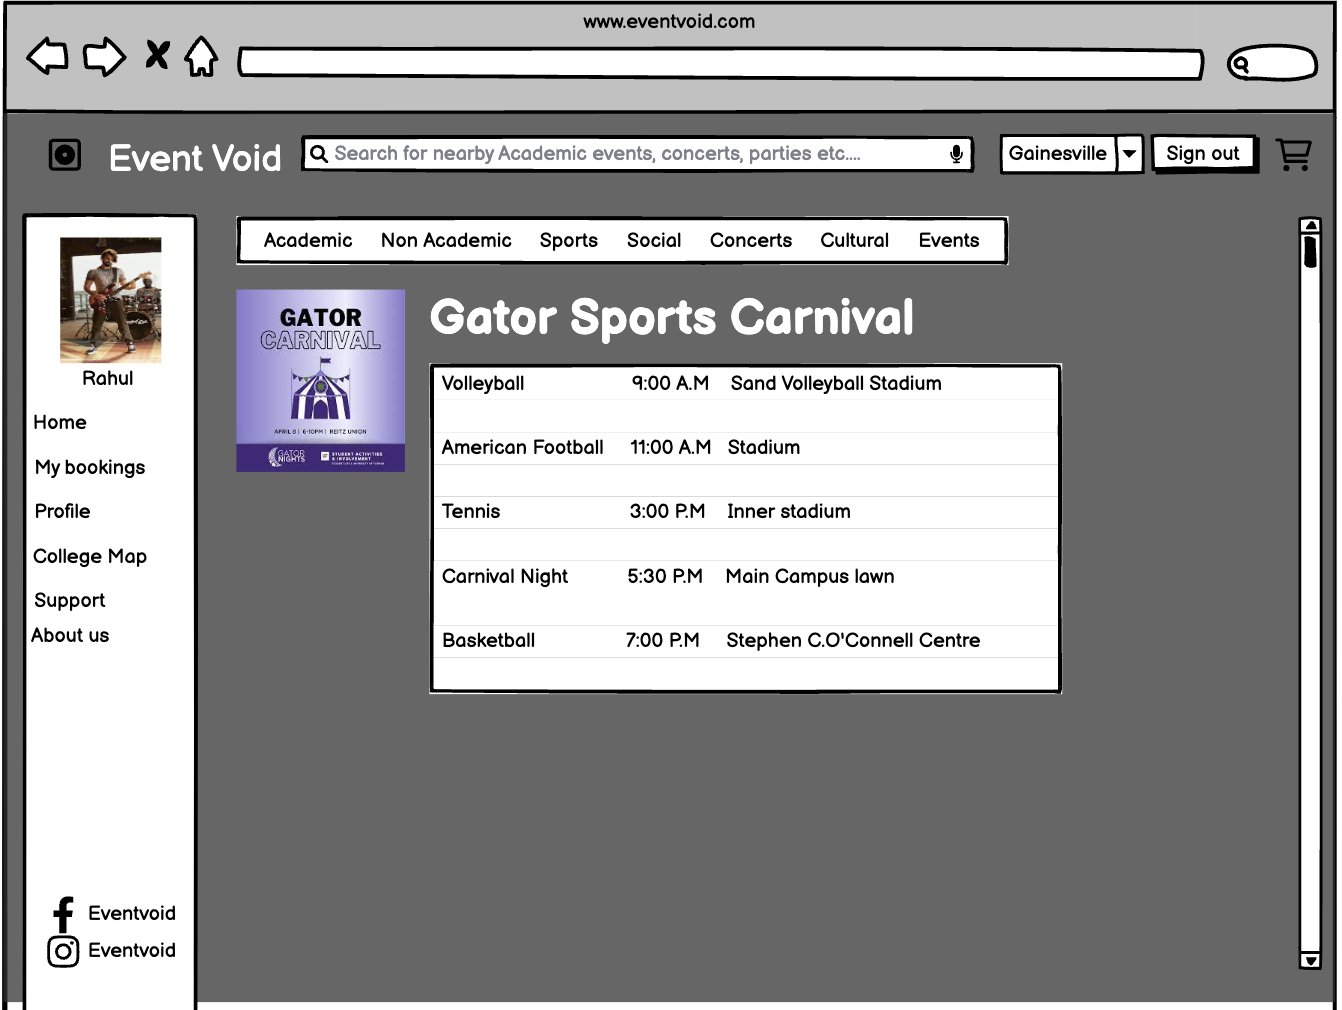 www.eventvoid.com
Event Void
Search for nearby Academic events, concerts, parties etc....
Gainesville
Sign out
Academic Non Academic Sports Social Concerts Cultural Events
Rahul
Home
My bookings
Profile
College Map
Support
About us
Eventvoid
Eventvoid
GATOR
CARNIVAL
APRIL 8 | 6-10PM | REITZ UNION
GATOR
NIGHTS
STUDENT ACTIVITIES
& INVOLVEMENT
Gator Sports Carnival
Volleyball 9:00 A.M Sand Volleyball Stadium
American Football 11:00 A.M Stadium
Tennis 3:00 P.M Inner stadium
Carnival Night 5:30 P.M Main Campus lawn
Basketball 7:00 P.M Stephen C.O'Connell Centre